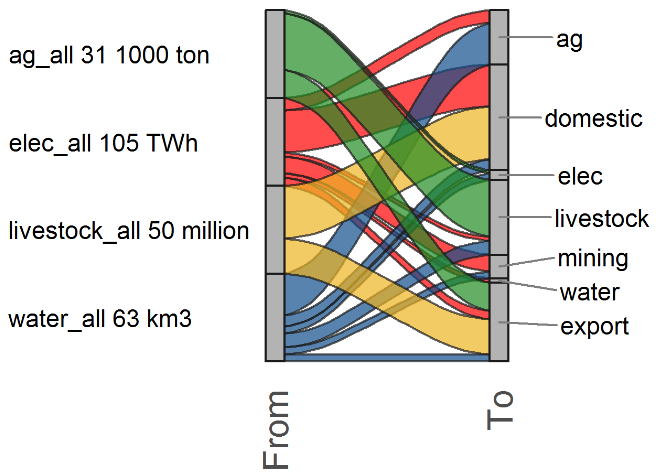 ag_all 31 1000 ton
elec_all 105 TWh
livestock_all 50 million
water_all 63 km3
ag
domestic
elec
livestock
mining
water
export
From
To